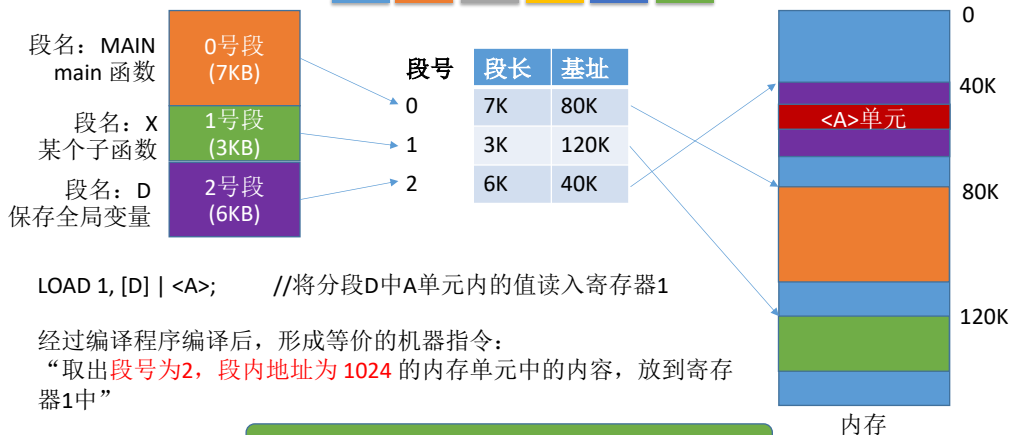 段名：MAIN
main 函数
0号段
(7KB)
段名：X
某个子函数
1号段
(3KB)
段名：D
保存全局变量
2号段
(6KB)
段号 段长 基址
0 7K 80K
1 3K 120K
2 6K 40K
0
40K
<A>单元
80K
120K
内存
LOAD 1, [D] | <A>; //将分段D中A单元内的值读入寄存器1
经过编译程序编译后，形成等价的机器指令：
“取出段号为2，段内地址为 1024 的内存单元中的内容，放到寄存
器1中”